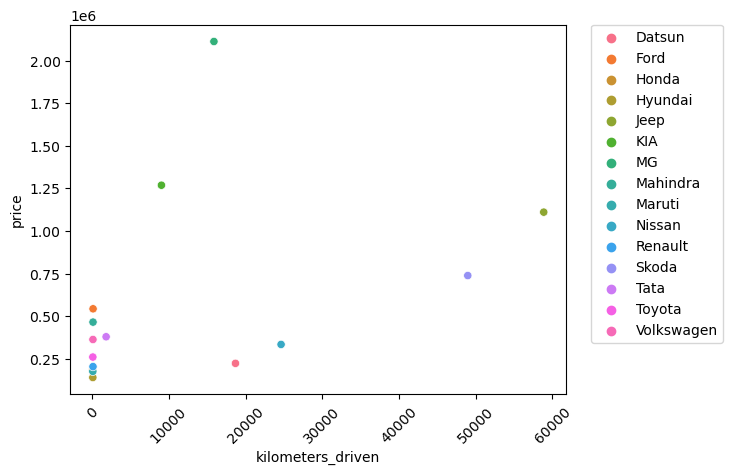 1e6
2.00
1.75
1.50
1.25
1.00
0.75
0.50
0.25
price
0
10000
20000
30000
40000
50000
60000
kilometers_driven
Datsun
Ford
Honda
Hyundai
Jeep
KIA
MG
Mahindra
Maruti
Nissan
Renault
Skoda
Tata
Toyota
Volkswagen